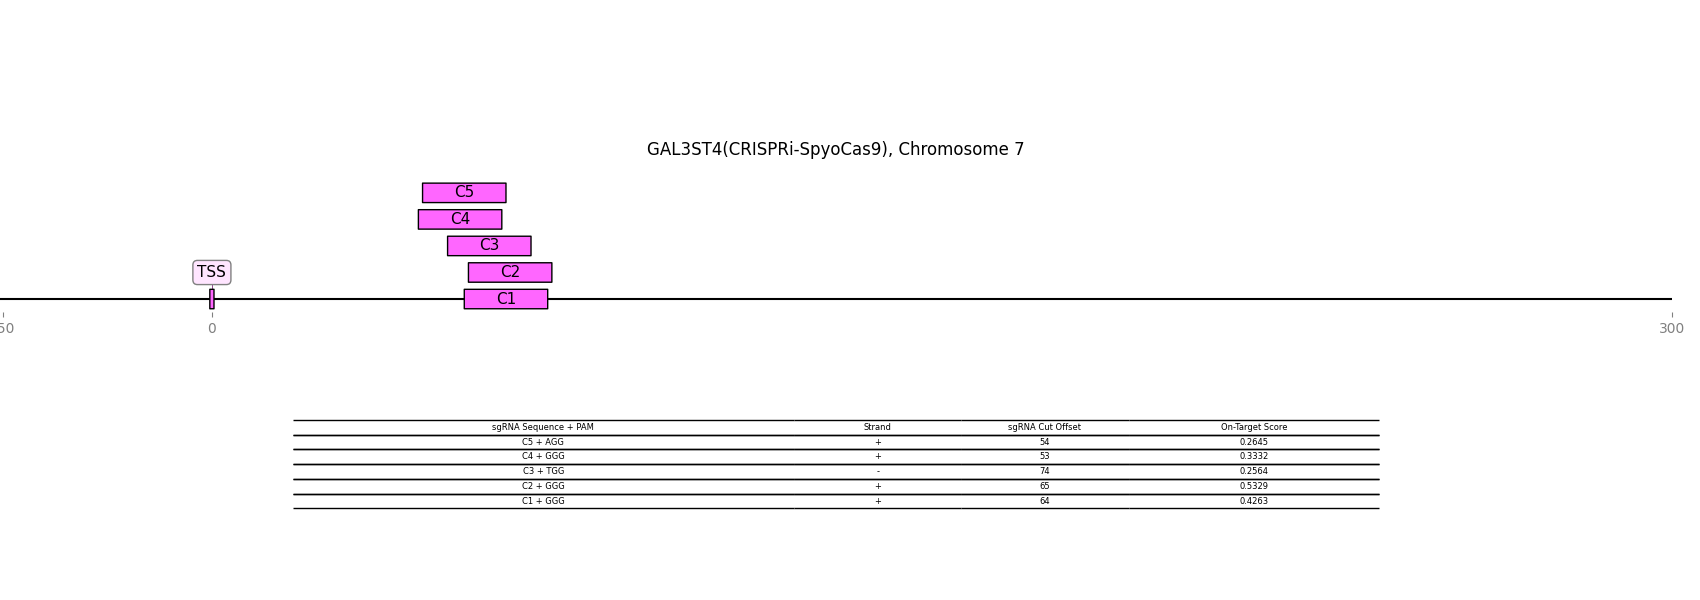 GAL3ST4(CRISPRi-SpyoCas9), Chromosome 7
C5
C4
C3
TSS
C2
C1
50
0
300
sgRNA Sequence + PAM Strand sgRNA Cut Offset On-Target Score
C5 + AGG + 54 0.2645
C4 + GGG + 53 0.3332
C3 + TGG - 74 0.2564
C2 + GGG + 65 0.5329
C1 + GGG + 64 0.4263